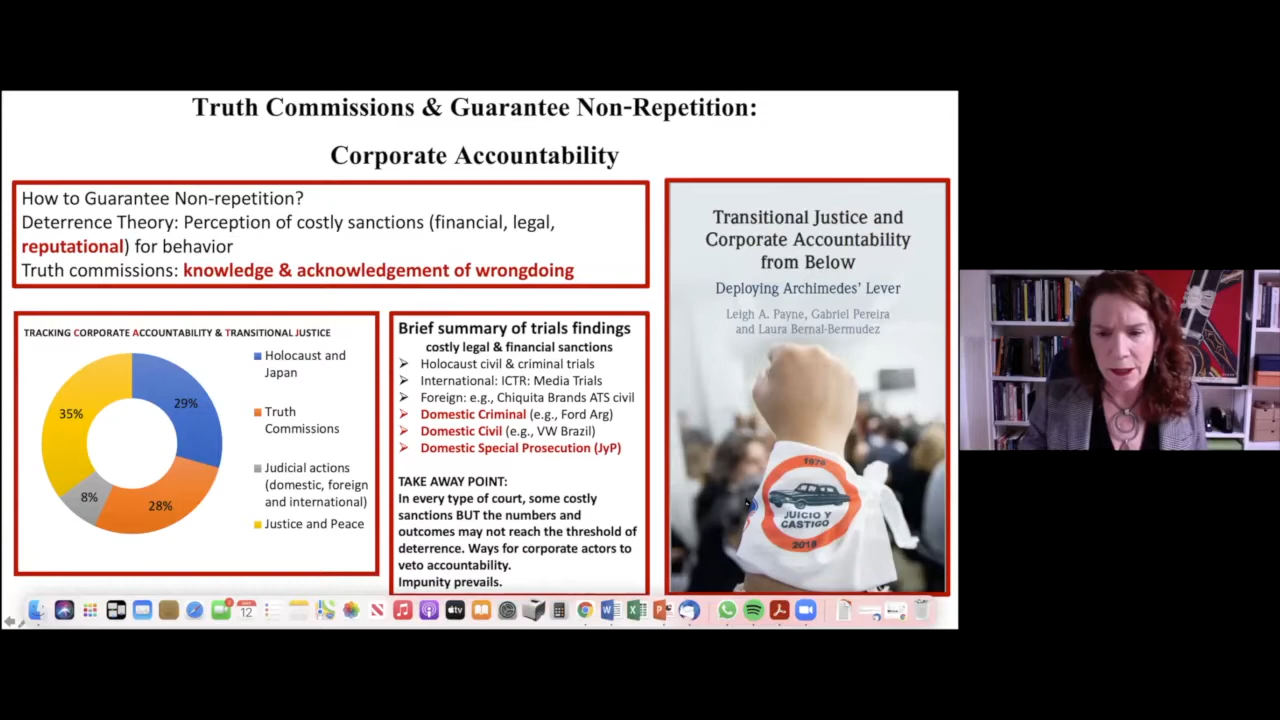 Truth Commissions & Guarantee Non-Repetition:
Corporate Accountability
How to Guarantee Non-repetition?
Deterrence Theory: Perception of costly sanctions (financial, legal,
reputational) for behavior
Truth commissions: knowledge & acknowledgement of wrongdoing
TRACKING CORPORATE ACCOUNTABILITY & TRANSITIONAL JUSTICE
29%
28%
8%
35%
Holocaust and
Japan
Truth
Commissions
Judicial actions
(domestic, foreign
and international)
Justice and Peace
Brief summary of trials findings
costly legal & financial sanctions
Holocaust civil & criminal trials
International: ICTR: Media Trials
Foreign: e.g., Chiquita Brands ATS civil
Domestic Criminal (e.g., Ford Arg)
Domestic Civil (e.g., VW Brazil)
Domestic Special Prosecution (JyP)
TAKE AWAY POINT:
In every type of court, some costly
sanctions BUT the numbers and
outcomes may not reach the threshold of
deterrence. Ways for corporate actors to
veto accountability.
Impunity prevails.
Transitional Justice and
Corporate Accountability
from Below
Deploying Archimedes' Lever
Leigh A. Payne, Gabriel Pereira
and Laura Bernal-Bermudez
1976
JUICIO Y
CASTIGO
2018
12
tv